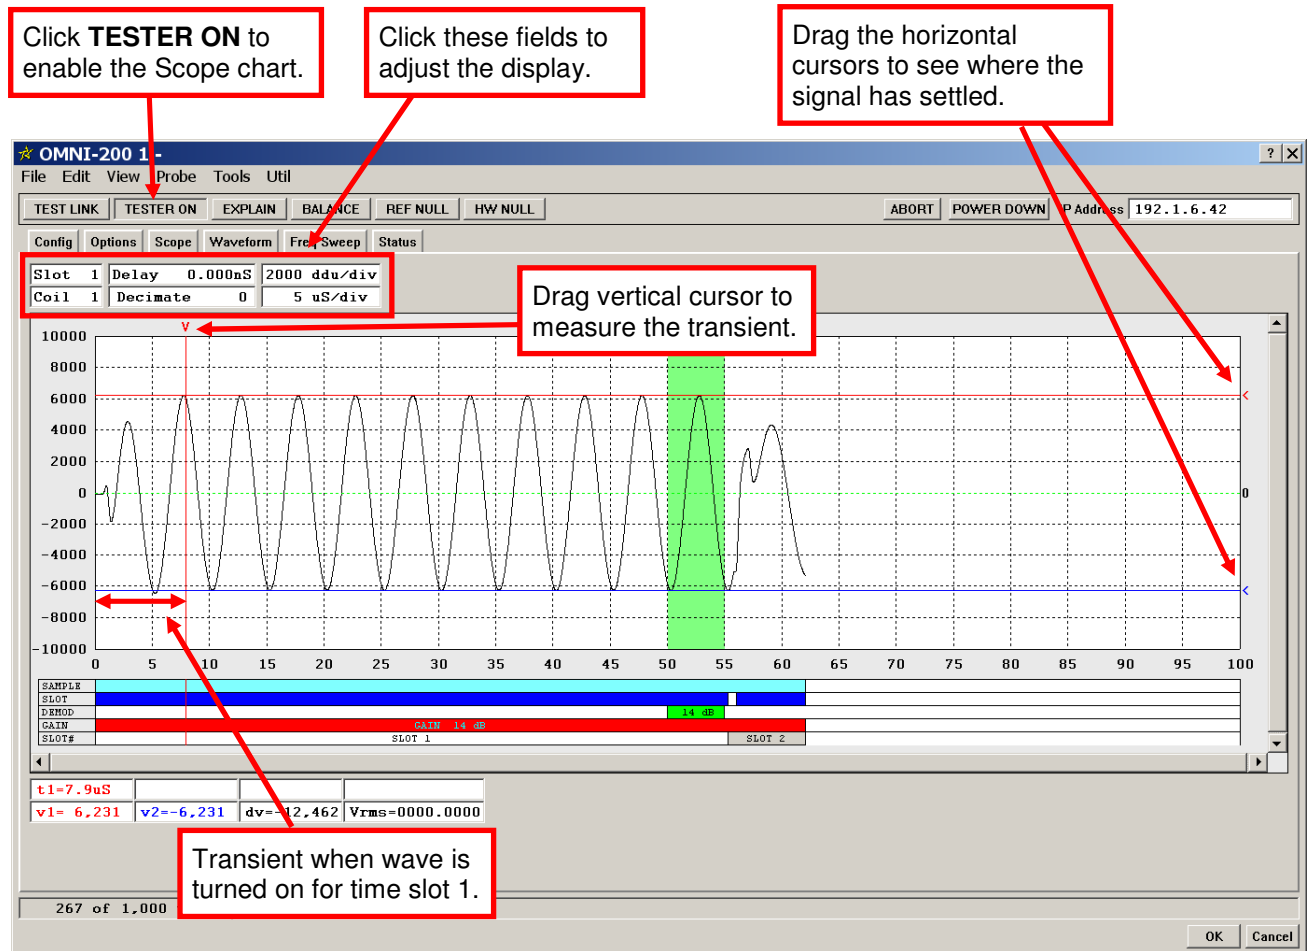 Click TESTER ON to
enable the Scope chart.
Click these fields to
adjust the display.
Drag the horizontal
cursors to see where the
signal has settled.
OMNI-200 1 -
File Edit View Probe Tools Util
TEST LINK TESTER ON EXPLAIN BALANCE REF NULL HW NULL ABORT POWER DOWN IP Address 192.1.6.42
Config Options Scope Waveform Freq Sweep Status
Slot 1 Delay 0.000nS 2000 ddu/div
Coil 1 Decimate 0 5 uS/div
Drag vertical cursor to
measure the transient.
V
10000
8000
6000
4000
2000
0
-2000
-4000
-6000
-8000
-10000
0
0 5 10 15 20 25 30 35 40 45 50 55 60 65 70 75 80 85 90 95 100
SAMPLE
SLOT
DEMOD 14 dB
GAIN GAIN 14 dB
SLOT# SLOT 1 SLOT 2
t1=7.9uS
v1= 6,231 v2=-6,231 dv=-12,462 Vrms=0000.0000
Transient when wave is
turned on for time slot 1.
267 of 1,000
OK Cancel